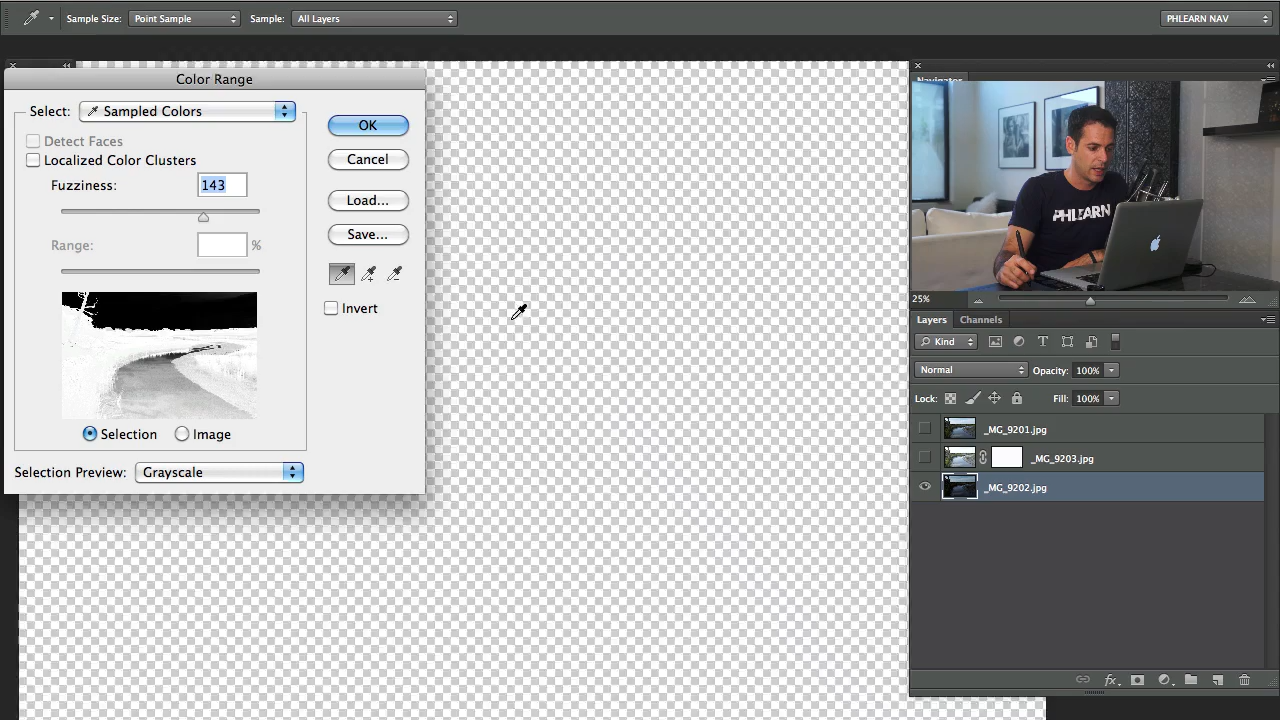 Sample Size: Point Sample Sample: All Layers PHLEARN NAV
Color Range
Select: Sampled Colors
OK
Detect Faces
Localized Color Clusters
Cancel
Fuzziness: 143
Load...
Save...
Range: %
Invert
Selection Image
Selection Preview: Grayscale
Navigator
PHLEARN
25%
Layers Channels
Kind
Normal Opacity: 100%
Lock: Fill: 100%
_MG_9201.jpg
_MG_9203.jpg
_MG_9202.jpg
fx